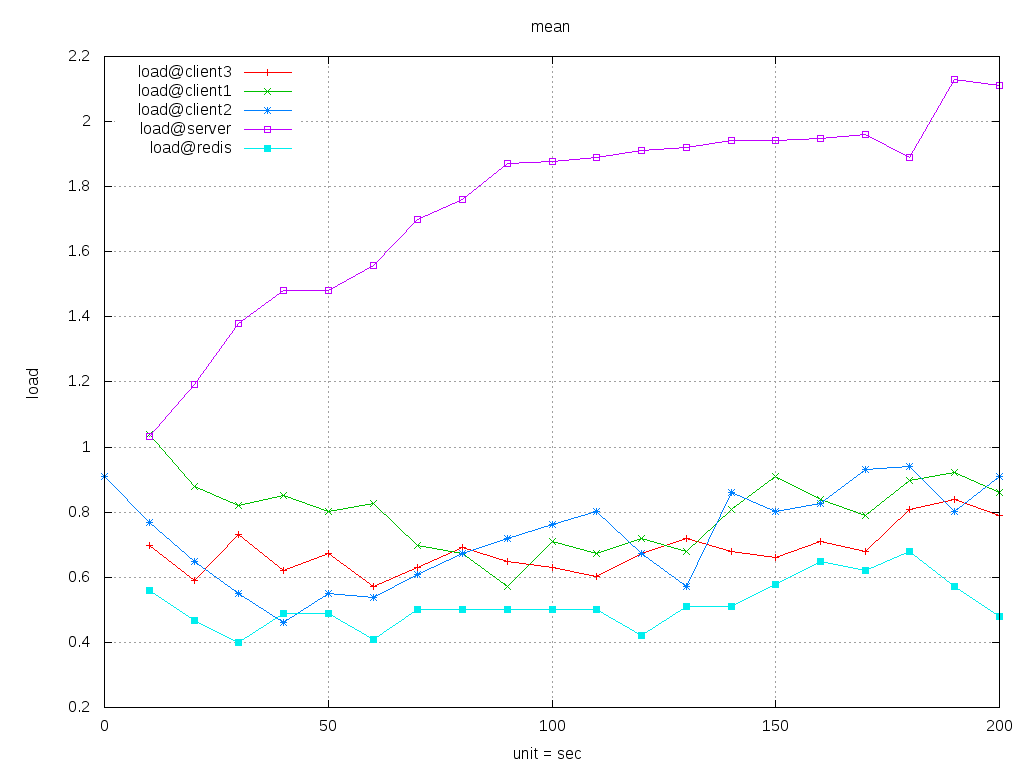 mean
2.2
2
1.8
1.6
1.4
1.2
1
0.8
0.6
0.4
0.2
load
load@client3
load@client1
load@client2
load@server
load@redis
0 50 100 150 200
unit = sec